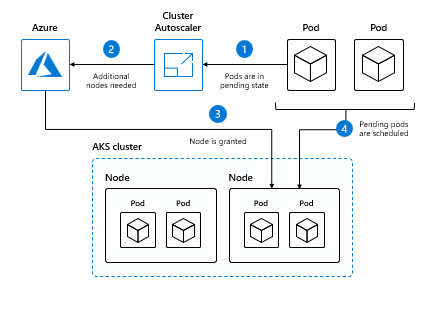 Azure
Cluster
Autoscaler
Pod
Pod
2
1
Additional
nodes needed
Pods are in
pending state
3
4
Pending pods
are scheduled
Node is granted
AKS cluster
Node
Node
Pod
Pod
Pod
Pod